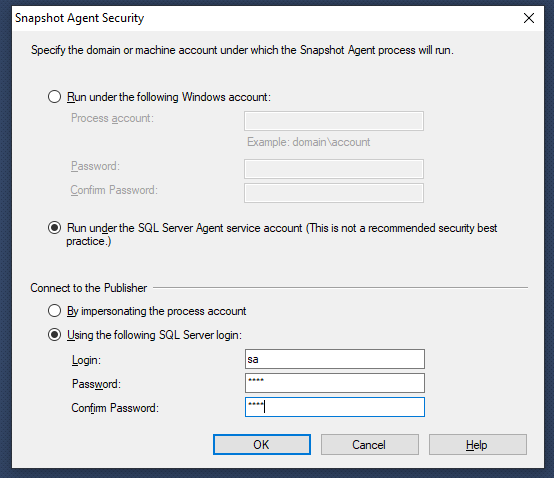 Snapshot Agent Security
Specify the domain or machine account under which the Snapshot Agent process will run.
Run under the following Windows account:
Process account:
Example: domain\account
Password:
Confirm Password:
Run under the SQL Server Agent service account (This is not a recommended security best
practice.)
Connect to the Publisher
By impersonating the process account
Using the following SQL Server login:
Login: sa
Password: ****
Confirm Password: ****
OK Cancel Help